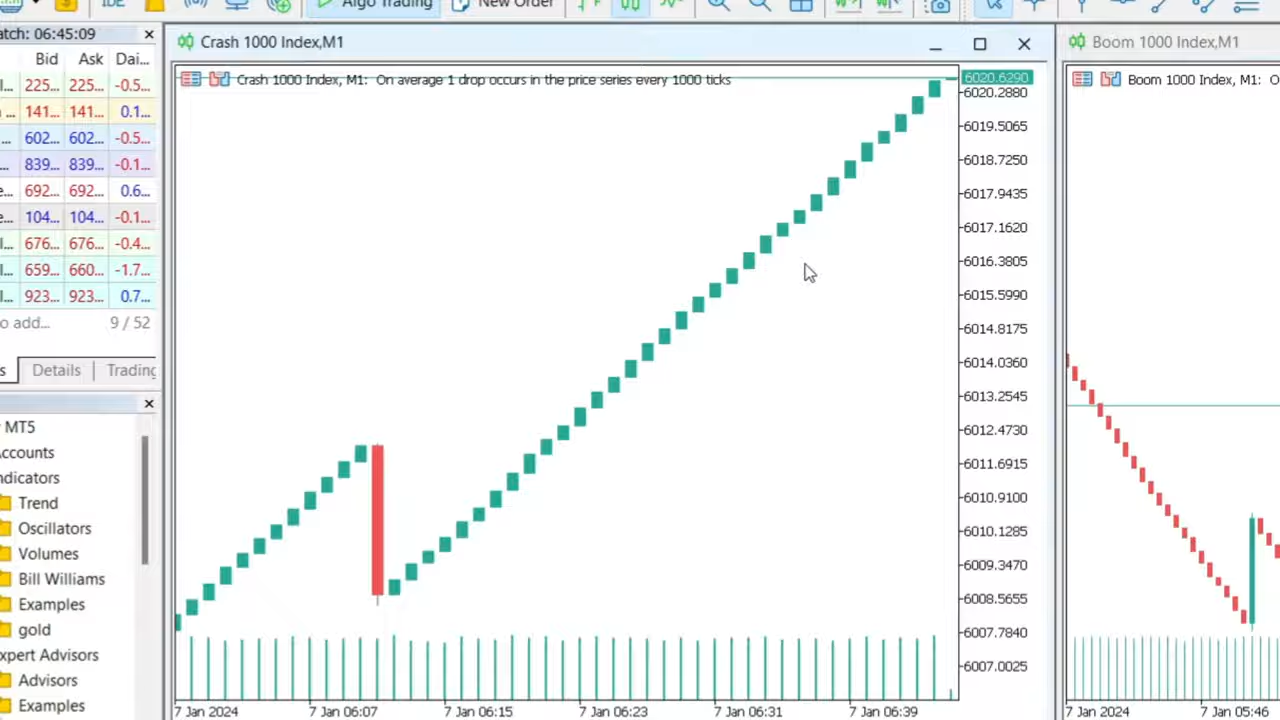 IDE
Algo Trading
New Order
atch: 06:45:09
Bid Ask Dai...
225... 225... -0.5...
141... 141... 0.1...
602... 602... -0.5...
839... 839... -0.1...
692... 692... 0.6...
104... 104... -0.1...
676... 676... -0.4...
659... 660... -1.7...
923... 923... 0.7...
o add... 9 / 52
s Details Trading
MT5
ccounts
ndicators
Trend
Oscillators
Volumes
Bill Williams
Examples
gold
xpert Advisors
Advisors
Examples
Crash 1000 Index,M1
Crash 1000 Index, M1: On average 1 drop occurs in the price series every 1000 ticks
6020.6290
6020.2880
6019.5065
6018.7250
6017.9435
6017.1620
6016.3805
6015.5990
6014.8175
6014.0360
6013.2545
6012.4730
6011.6915
6010.9100
6010.1285
6009.3470
6008.5655
6007.7840
6007.0025
7 Jan 2024 7 Jan 06:07 7 Jan 06:15 7 Jan 06:23 7 Jan 06:31 7 Jan 06:39
Boom 1000 Index,M1
Boom 1000 Index, M1: O
7 Jan 2024 7 Jan 05:46